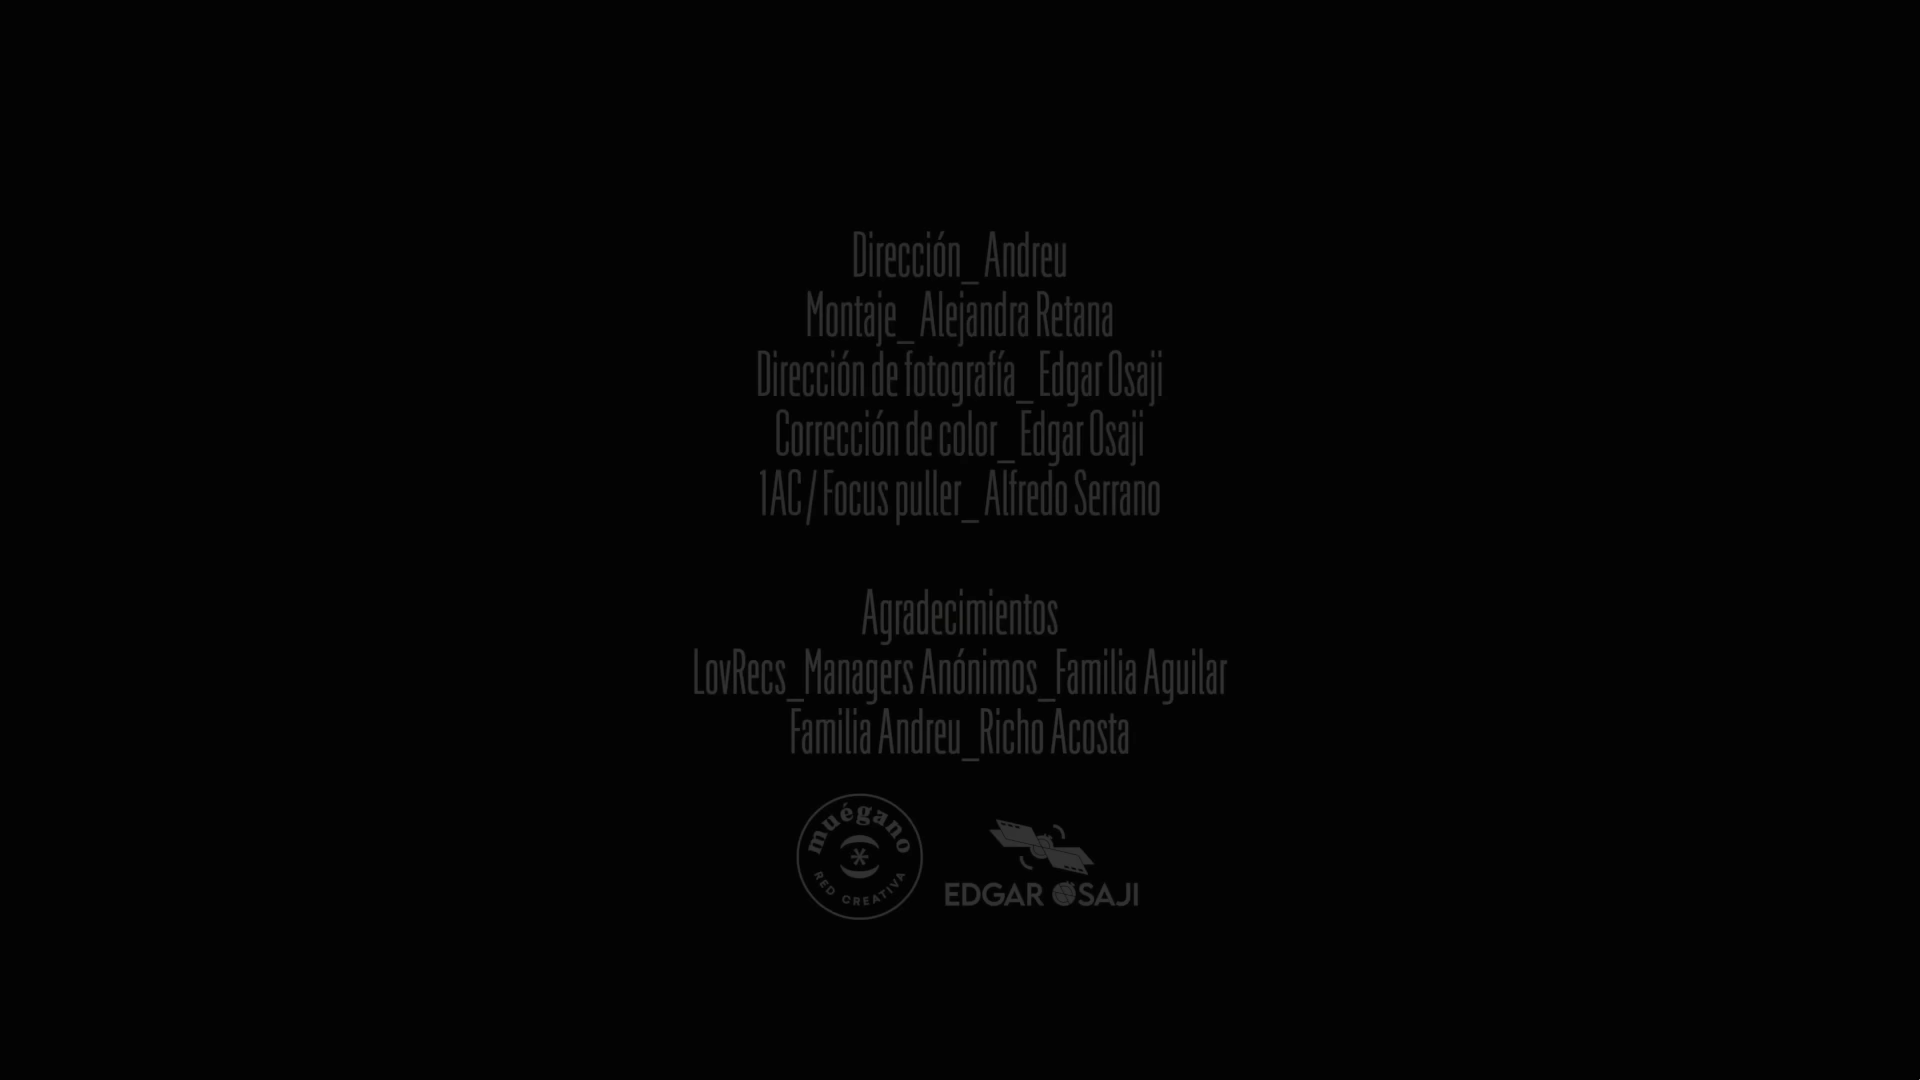 Dirección_ Andreu
Montaje_ Alejandra Retana
Dirección de fotografía_ Edgar Osaji
Corrección de color_ Edgar Osaji
1AC / Focus puller_ Alfredo Serrano
Agradecimientos
LovRecs_Managers Anónimos_Familia Aguilar
Familia Andreu_Richo Acosta
muégano
RED CREATIVA
EDGAR OSAJI